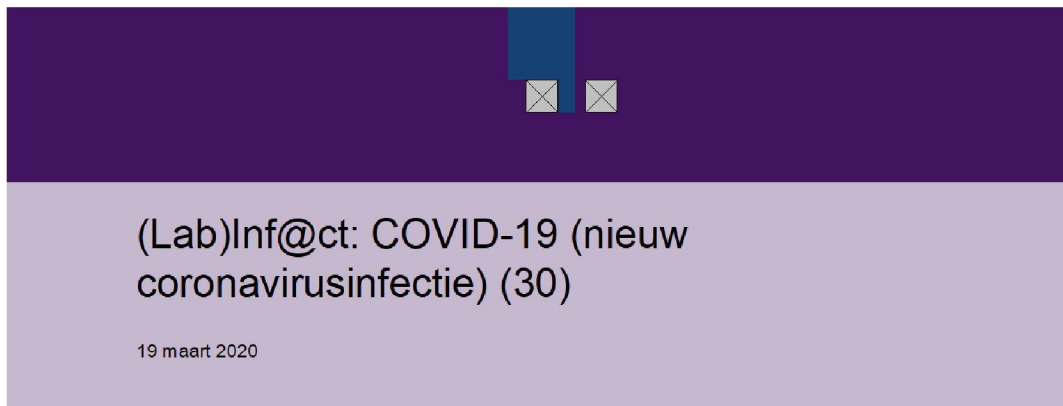 (Lab)Inf@ct: COVID-19 (nieuw
coronavirusinfectie) (30)
19 maart 2020